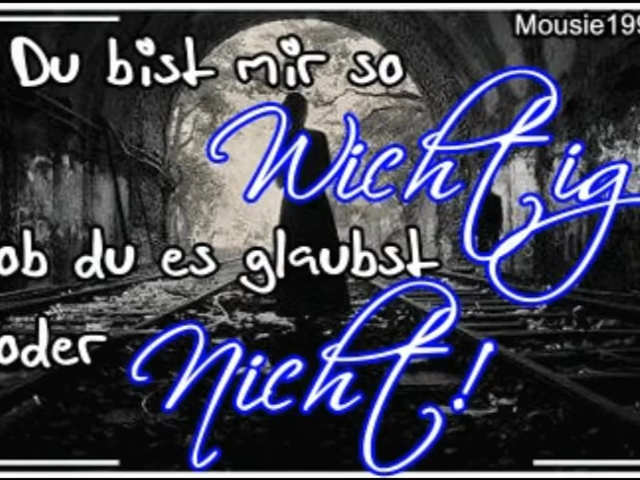 Mousie199
Du bist mir so
Wichtig
ob du es glaubst
oder
Nicht!